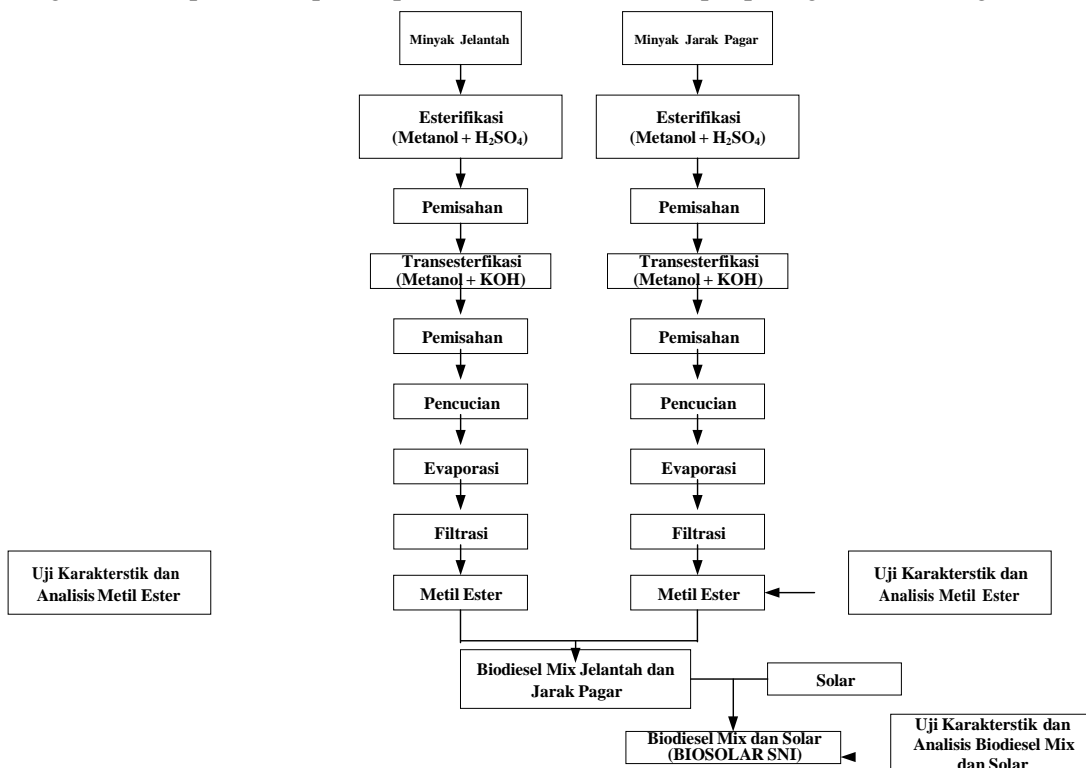 Minyak Jelantah
Minyak Jarak Pagar
Esterifikasi
(Metanol + H₂SO₄)
Esterifikasi
(Metanol + H₂SO₄)
Pemisahan
Pemisahan
Transesterfikasi
(Metanol + KOH)
Transesterfikasi
(Metanol + KOH)
Pemisahan
Pemisahan
Pencucian
Pencucian
Evaporasi
Evaporasi
Filtrasi
Filtrasi
Uji Karakterstik dan
Analisis Metil Ester
Metil Ester
Metil Ester
Uji Karakterstik dan
Analisis Metil Ester
Biodiesel Mix Jelantah dan
Jarak Pagar
Solar
Biodiesel Mix dan Solar
(BIOSOLAR SNI)
Uji Karakterstik dan
Analisis Biodiesel Mix
dan Solar